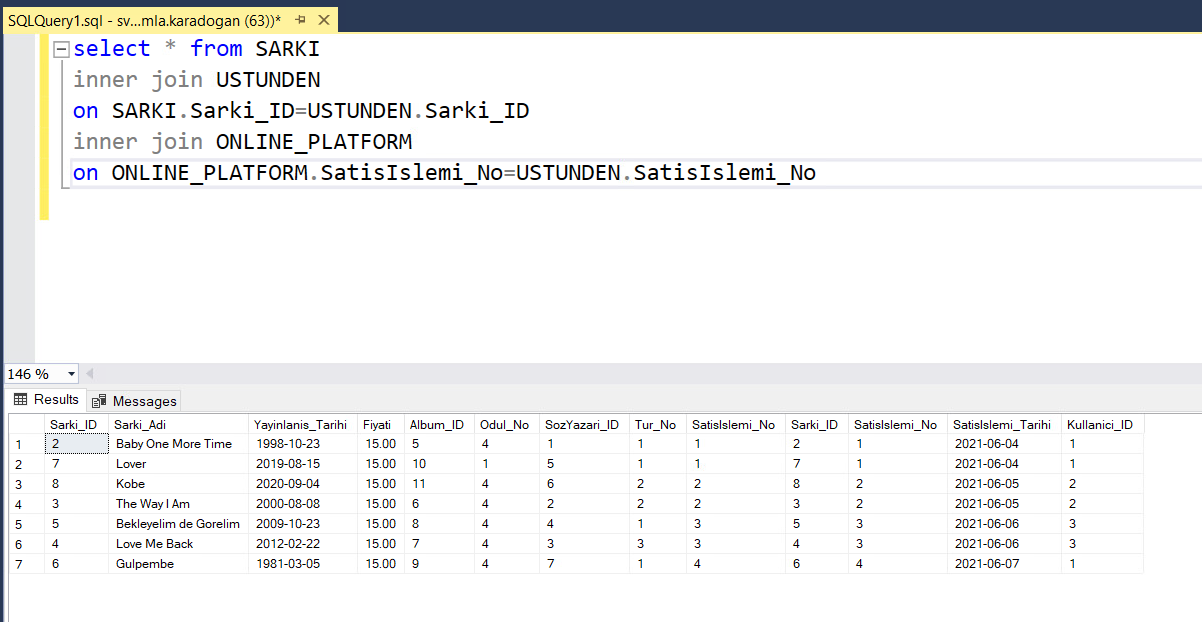 SQLQuery1.sql - sv...mla.karadogan (63))*
select * from SARKI
inner join USTUNDEN
on SARKI.Sarki_ID=USTUNDEN.Sarki_ID
inner join ONLINE_PLATFORM
on ONLINE_PLATFORM.SatisIslemi_No=USTUNDEN.SatisIslemi_No
146 %
Results Messages
Sarki_ID Sarki_Adi Yayinlanis_Tarihi Fiyati Album_ID Odul_No SozYazari_ID Tur_No SatisIslemi_No Sarki_ID SatisIslemi_No SatisIslemi_Tarihi Kullanici_ID
1 2 Baby One More Time 1998-10-23 15.00 5 4 1 1 1 2 1 2021-06-04 1
2 7 Lover 2019-08-15 15.00 10 1 5 1 1 7 1 2021-06-04 1
3 8 Kobe 2020-09-04 15.00 11 4 6 2 2 8 2 2021-06-05 2
4 3 The Way I Am 2000-08-08 15.00 6 4 2 2 2 3 2 2021-06-05 2
5 5 Bekleyelim de Gorelim 2009-10-23 15.00 8 4 4 1 3 5 3 2021-06-06 3
6 4 Love Me Back 2012-02-22 15.00 7 4 3 3 3 4 3 2021-06-06 3
7 6 Gulpembe 1981-03-05 15.00 9 4 7 1 4 6 4 2021-06-07 1